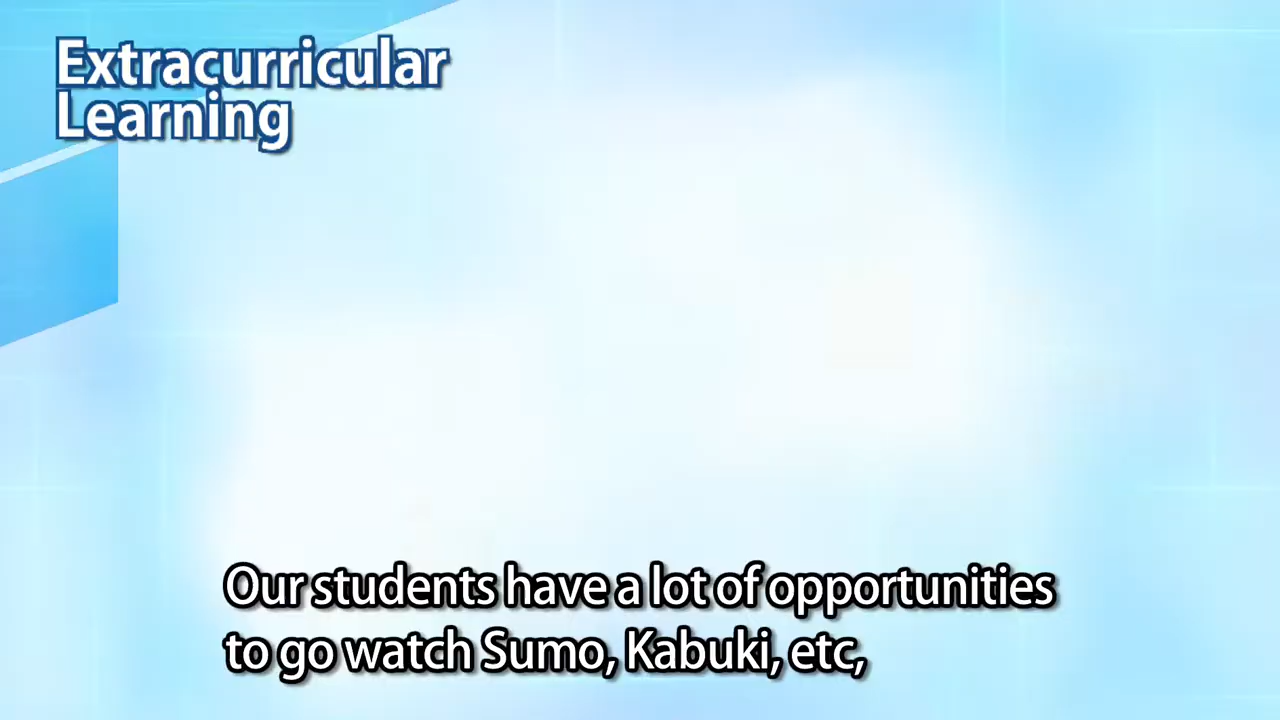 Extracurricular
Learning
Our students have a lot of opportunities
to go watch Sumo, Kabuki, etc,